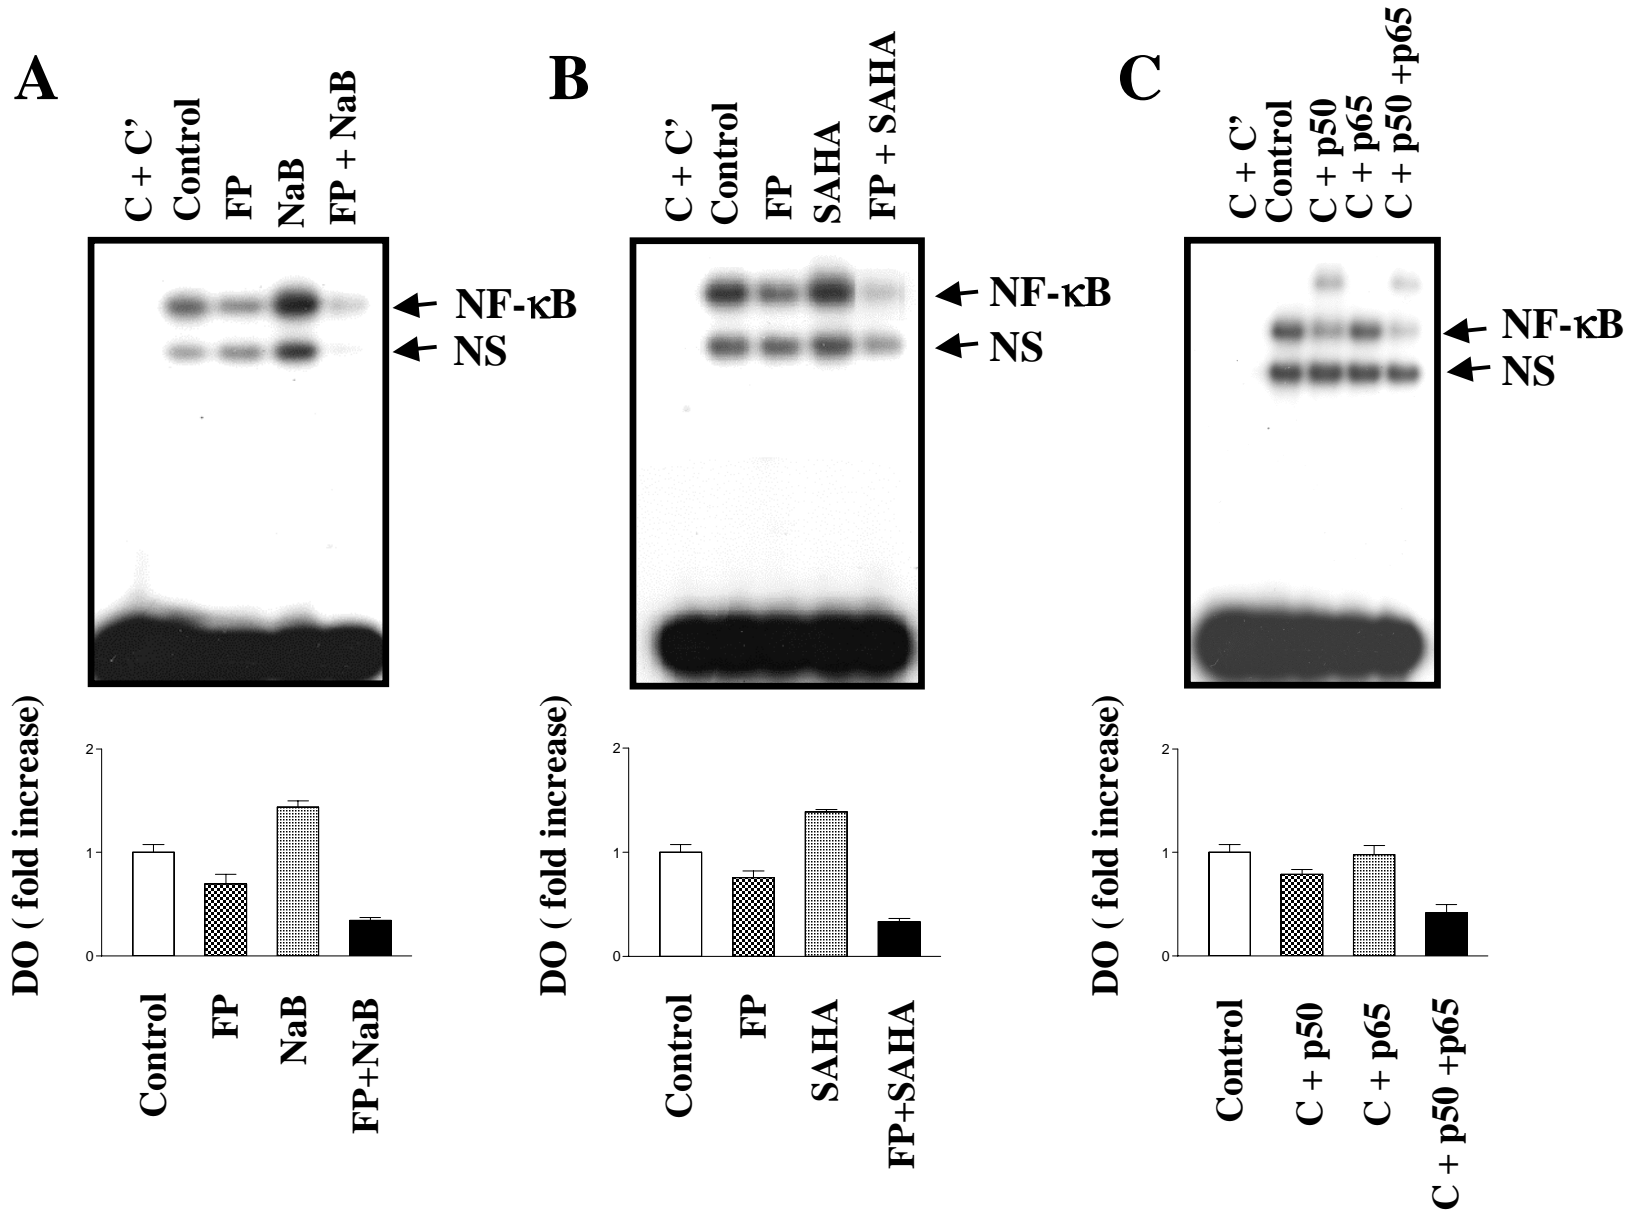 A
C + C’
Control
FP
NaB
FP + NaB
NF-κB
NS
DO ( fold increase)
2
1
0
Control
FP
NaB
FP+NaB
B
C + C’
Control
FP
SAHA
FP + SAHA
NF-κB
NS
DO ( fold increase)
2
1
0
Control
FP
SAHA
FP+SAHA
C
C + C’
Control
C + p50
C + p65
C + p50 +p65
NF-κB
NS
DO ( fold increase)
2
1
0
Control
C + p50
C + p65
C + p50 +p65